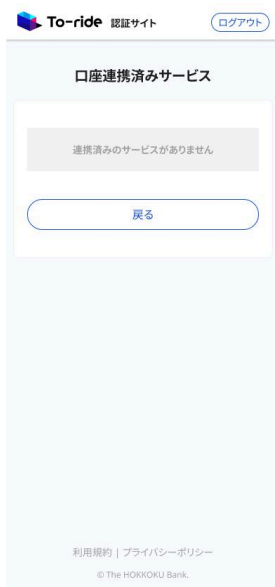 To-ride 認証サイト
ログアウト
口座連携済みサービス
連携済みのサービスがありません
戻る
利用規約 | プライバシーポリシー
© The HOKKOKU Bank.